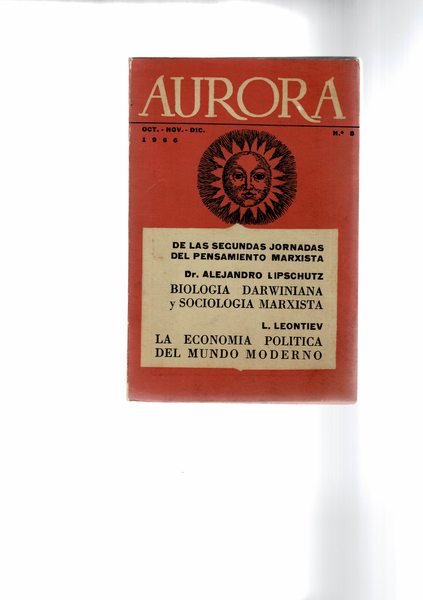 AURORA
OCT. - NOV. - DIC. N.º 8
1966
DE LAS SEGUNDAS JORNADAS
DEL PENSAMIENTO MARXISTA
Dr. ALEJANDRO LIPSCHUTZ
BIOLOGIA DARWINIANA
y SOCIOLOGIA MARXISTA
L. LEONTIEV
LA ECONOMIA POLITICA
DEL MUNDO MODERNO